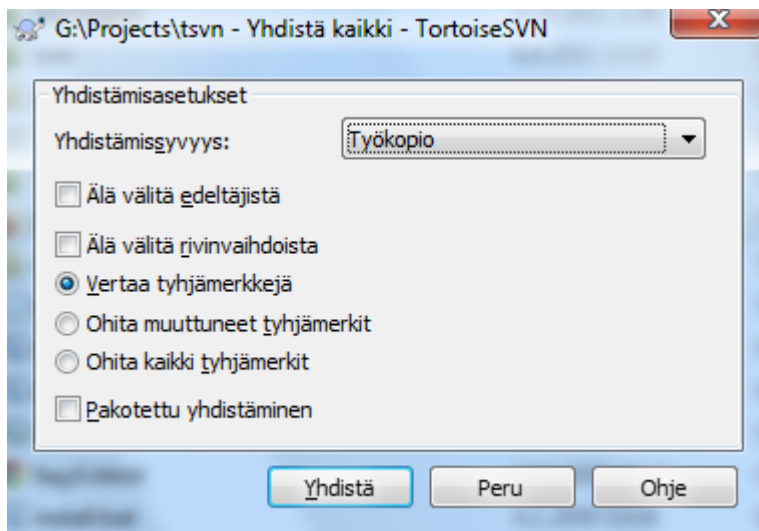 G:\Projects\tsvn - Yhdistä kaikki - TortoiseSVN
Yhdistämisasetukset
Yhdistämissyvyys: Työkopio
Älä välitä edeltäjistä
Älä välitä rivinvaihdoista
Vertaa tyhjämerkkejä
Ohita muuttuneet tyhjämerkit
Ohita kaikki tyhjämerkit
Pakotettu yhdistäminen
Yhdistä Peru Ohje